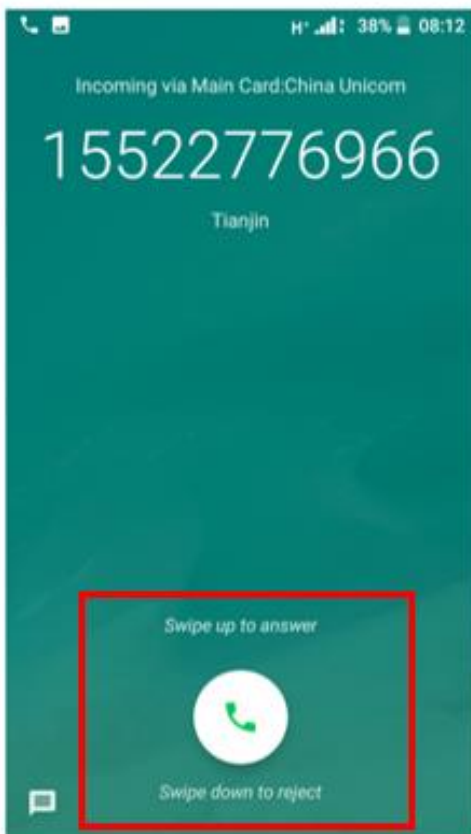 H+ 38% 08:12
Incoming via Main Card:China Unicom
15522776966
Tianjin
Swipe up to answer
Swipe down to reject